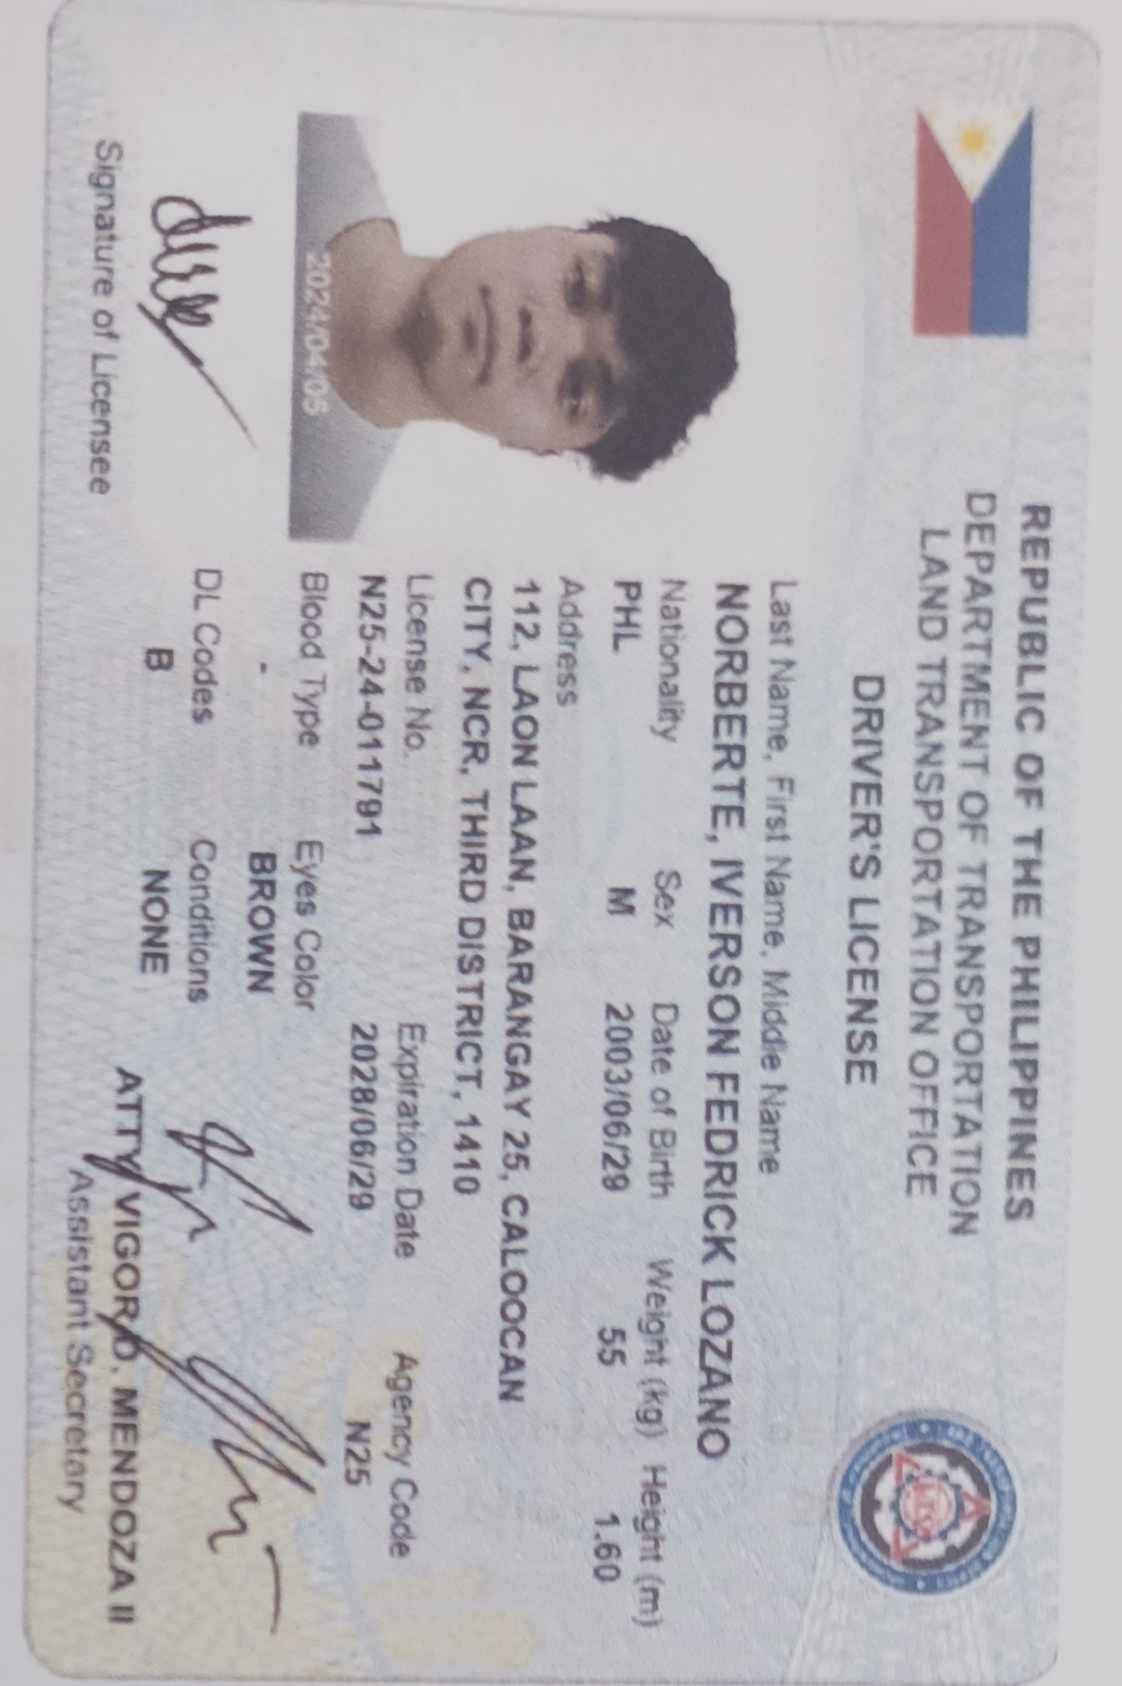 REPUBLIC OF THE PHILIPPINES
DEPARTMENT OF TRANSPORTATION
LAND TRANSPORTATION OFFICE
DRIVER'S LICENSE
Last Name, First Name, Middle Name
NORBERTE, IVERSON FEDRICK LOZANO
Nationality Sex Date of Birth Weight (kg) Height (m)
PHL M 2003/06/29 55 1.60
Address
112, LAON LAAN, BARANGAY 25, CALOOCAN
CITY, NCR, THIRD DISTRICT, 1410
License No. Expiration Date Agency Code
N25-24-011791 2028/06/29 N25
2024/04/05
Blood Type Eyes Color
- BROWN
DL Codes Conditions
B NONE
ATTY VIGOR D. MENDOZA II
Assistant Secretary
Signature of Licensee